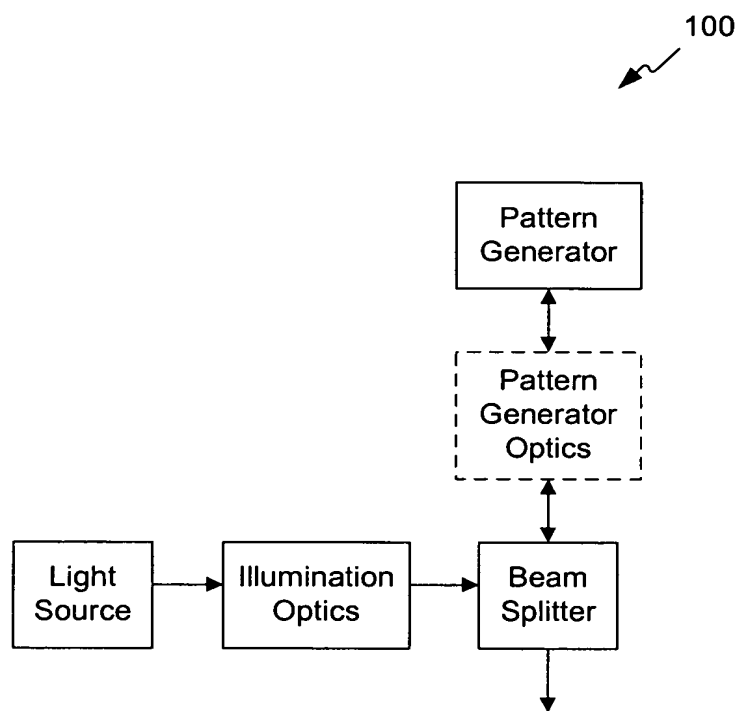 100
Pattern
Generator
Pattern
Generator
Optics
Light
Source
Illumination
Optics
Beam
Splitter